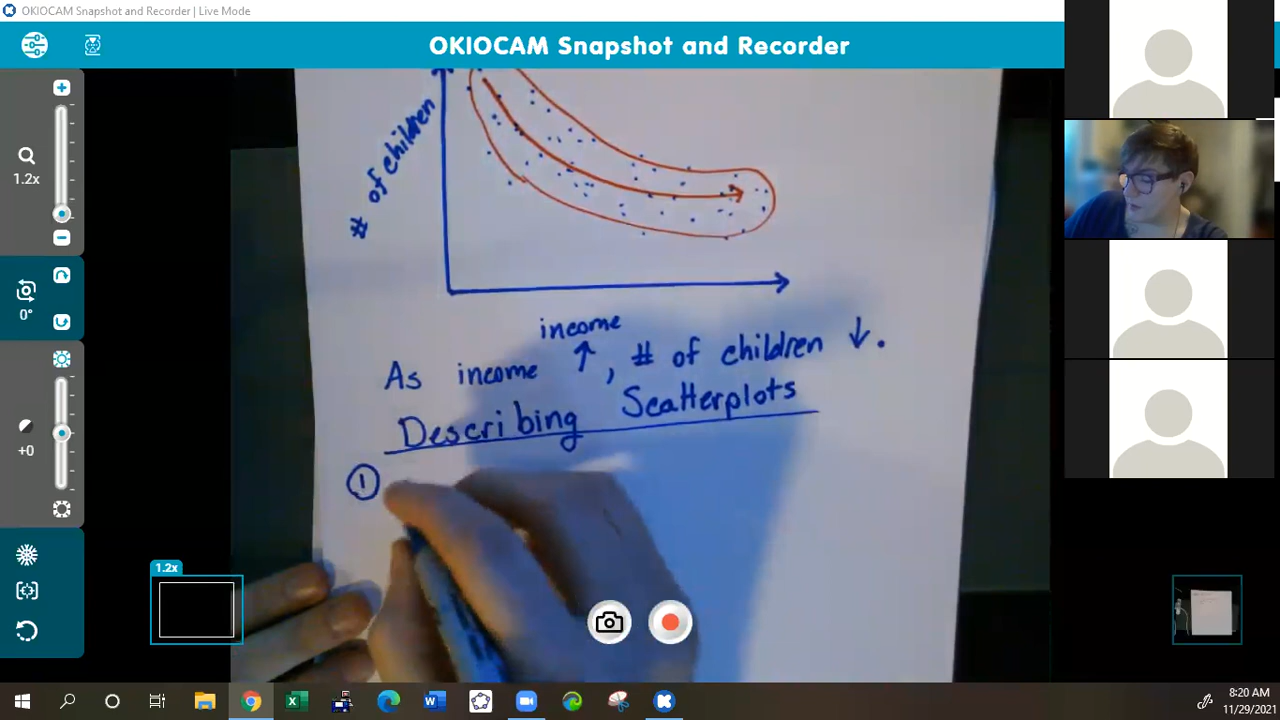 OKIOCAM Snapshot and Recorder | Live Mode
OKIOCAM Snapshot and Recorder
1.2x
0°
+0
# of children
income
As income ↑, # of children ↓.
Describing Scatterplots
①
1.2x
8:20 AM
11/29/2021